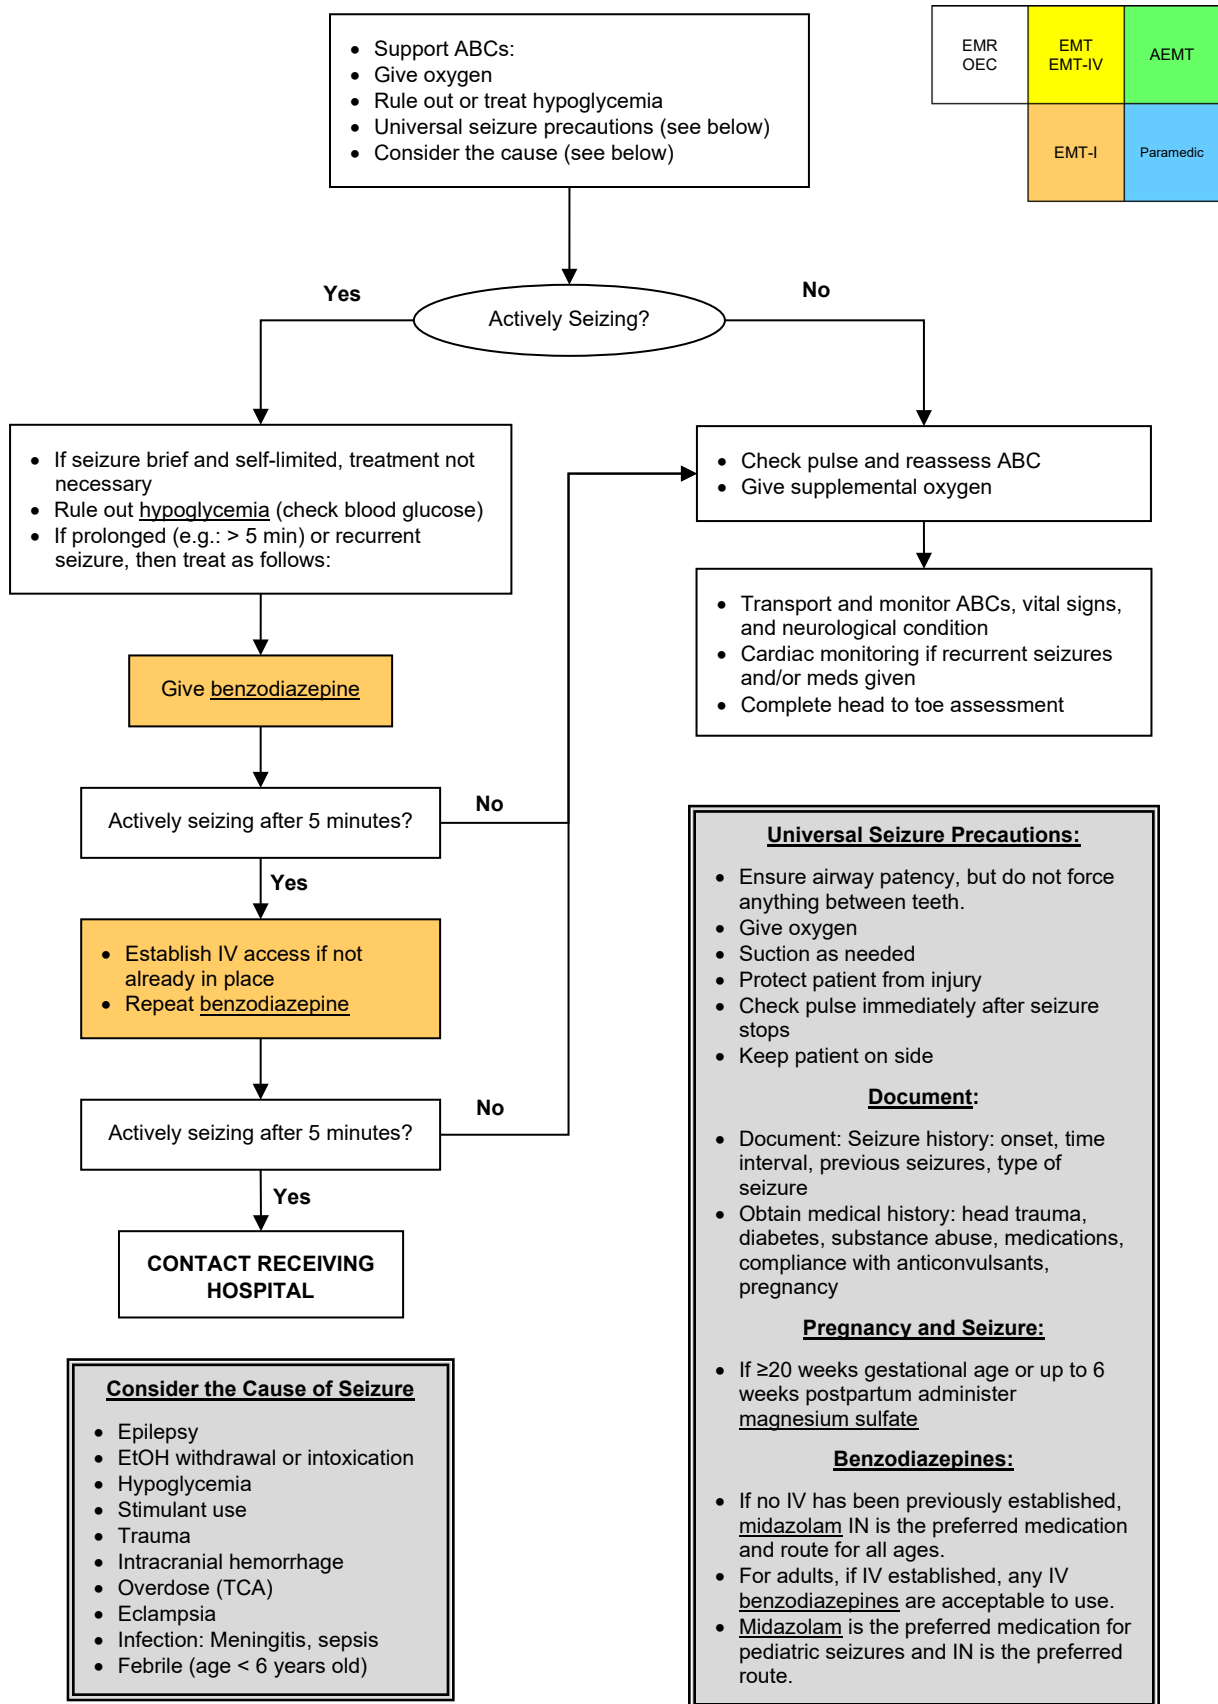 • Support ABCs:
• Give oxygen
• Rule out or treat hypoglycemia
• Universal seizure precautions (see below)
• Consider the cause (see below)
EMR
OEC
EMT
EMT-IV
AEMT
EMT-I
Paramedic
Yes
Actively Seizing?
No
• If seizure brief and self-limited, treatment not
necessary
• Rule out hypoglycemia (check blood glucose)
• If prolonged (e.g.: > 5 min) or recurrent
seizure, then treat as follows:
• Check pulse and reassess ABC
• Give supplemental oxygen
• Transport and monitor ABCs, vital signs,
and neurological condition
• Cardiac monitoring if recurrent seizures
and/or meds given
• Complete head to toe assessment
Give benzodiazepine
Actively seizing after 5 minutes?
No
Yes
• Establish IV access if not
already in place
• Repeat benzodiazepine
Actively seizing after 5 minutes?
No
Yes
CONTACT RECEIVING
HOSPITAL
Consider the Cause of Seizure
• Epilepsy
• EtOH withdrawal or intoxication
• Hypoglycemia
• Stimulant use
• Trauma
• Intracranial hemorrhage
• Overdose (TCA)
• Eclampsia
• Infection: Meningitis, sepsis
• Febrile (age < 6 years old)
Universal Seizure Precautions:
• Ensure airway patency, but do not force
anything between teeth.
• Give oxygen
• Suction as needed
• Protect patient from injury
• Check pulse immediately after seizure
stops
• Keep patient on side
Document:
• Document: Seizure history: onset, time
interval, previous seizures, type of
seizure
• Obtain medical history: head trauma,
diabetes, substance abuse, medications,
compliance with anticonvulsants,
pregnancy
Pregnancy and Seizure:
• If ≥20 weeks gestational age or up to 6
weeks postpartum administer
magnesium sulfate
Benzodiazepines:
• If no IV has been previously established,
midazolam IN is the preferred medication
and route for all ages.
• For adults, if IV established, any IV
benzodiazepines are acceptable to use.
• Midazolam is the preferred medication for
pediatric seizures and IN is the preferred
route.